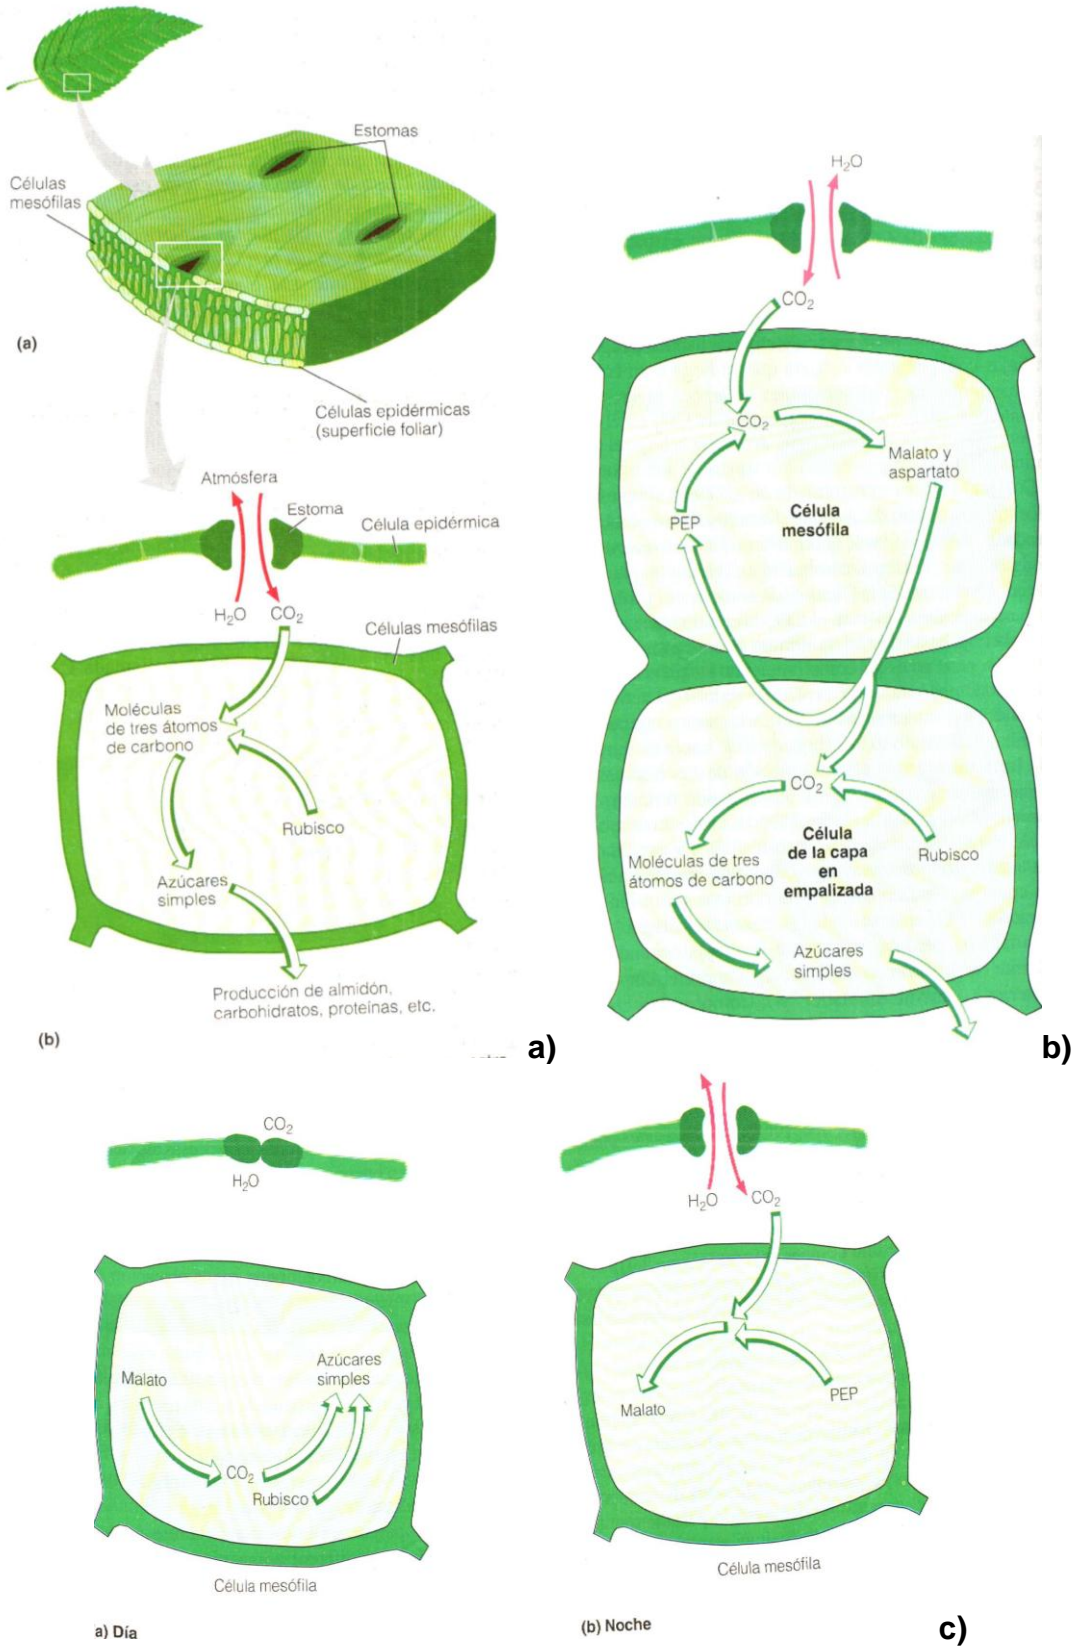 Estomas
Células
mesófilas
(a)
Células epidérmicas
(superficie foliar)
Atmósfera
Estoma
Célula epidérmica
H₂O
CO₂
Células mesófilas
Moléculas
de tres átomos
de carbono
Rubisco
Azúcares
simples
Producción de almidón,
carbohidratos, proteínas, etc.
(b)
a)
H₂O
CO₂
CO₂
Malato y
aspartato
PEP
Célula
mesófila
CO₂
Célula
de la capa
en
empalizada
Rubisco
Moléculas de tres
átomos de carbono
Azúcares
simples
b)
CO₂
H₂O
Malato
Azúcares
simples
CO₂
Rubisco
Célula mesófila
a) Día
H₂O
CO₂
Malato
PEP
Célula mesófila
(b) Noche
c)